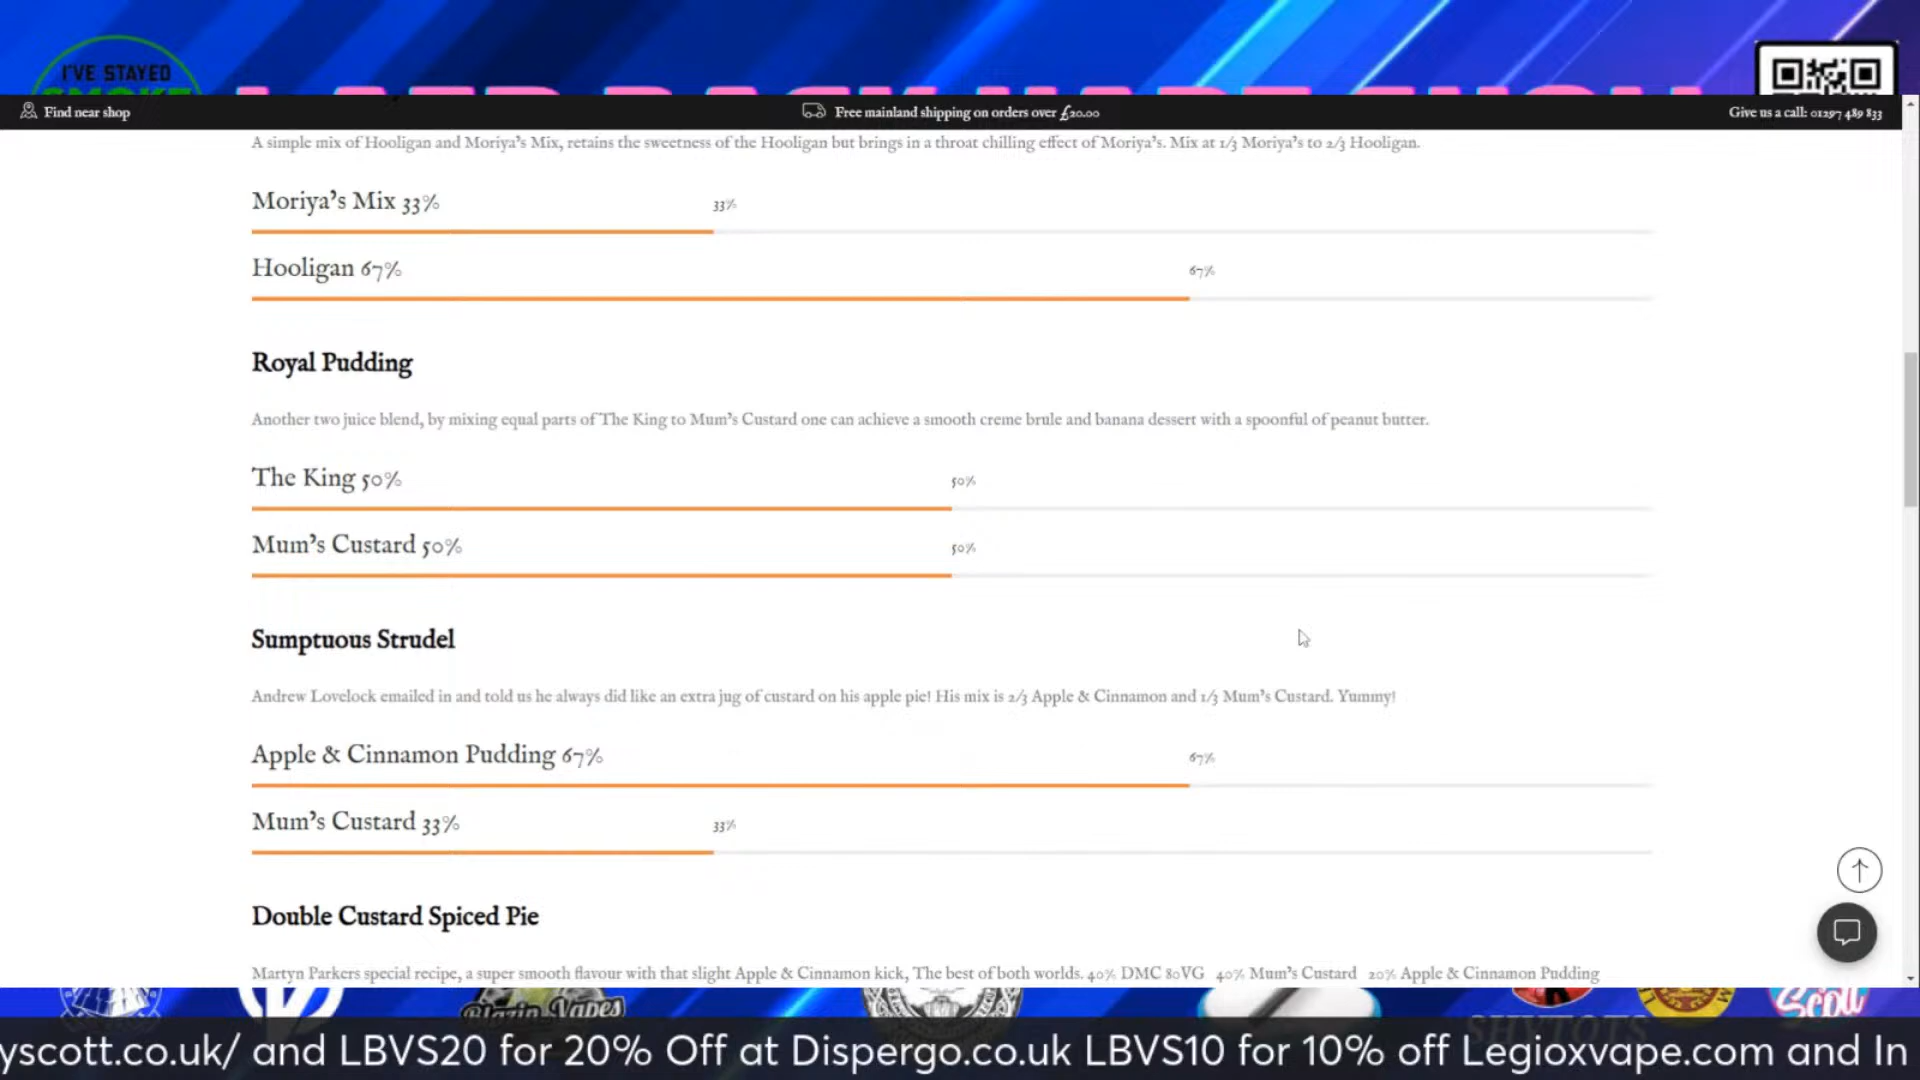 I'VE STAYED
SMOKE
LAID BACK VAPE SHOW
Find near shop
Free mainland shipping on orders over £20.00
Give us a call: 01297 489 833
A simple mix of Hooligan and Moriya's Mix, retains the sweetness of the Hooligan but brings in a throat chilling effect of Moriya's. Mix at 1/3 Moriya's to 2/3 Hooligan.
Moriya's Mix 33%
33%
Hooligan 67%
67%
Royal Pudding
Another two juice blend, by mixing equal parts of The King to Mum's Custard one can achieve a smooth creme brule and banana dessert with a spoonful of peanut butter.
The King 50%
50%
Mum's Custard 50%
50%
Sumptuous Strudel
Andrew Lovelock emailed in and told us he always did like an extra jug of custard on his apple pie! His mix is 2/3 Apple & Cinnamon and 1/3 Mum's Custard. Yummy!
Apple & Cinnamon Pudding 67%
67%
Mum's Custard 33%
33%
Double Custard Spiced Pie
Martyn Parkers special recipe, a super smooth flavour with that slight Apple & Cinnamon kick, The best of both worlds. 40% DMC 80VG 40% Mum's Custard 20% Apple & Cinnamon Pudding
Blazin Vapes
SHYTOTS
Scott
yscott.co.uk/ and LBVS20 for 20% Off at Dispergo.co.uk LBVS10 for 10% off Legioxvape.com and In